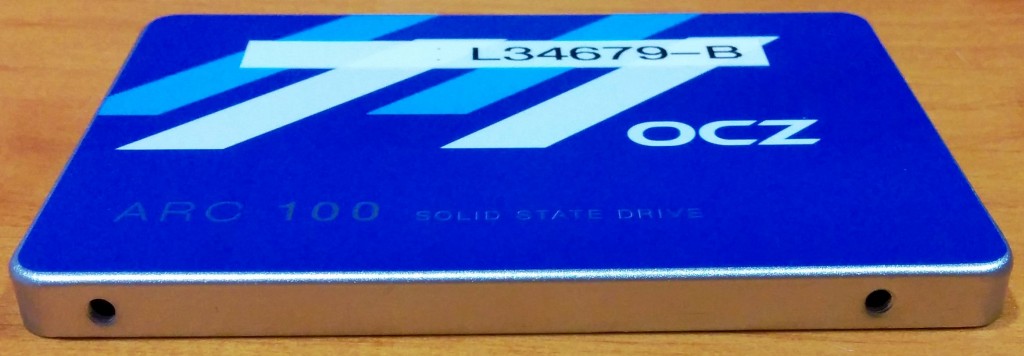 L34679-B
OCZ
ARC 100 SOLID STATE DRIVE